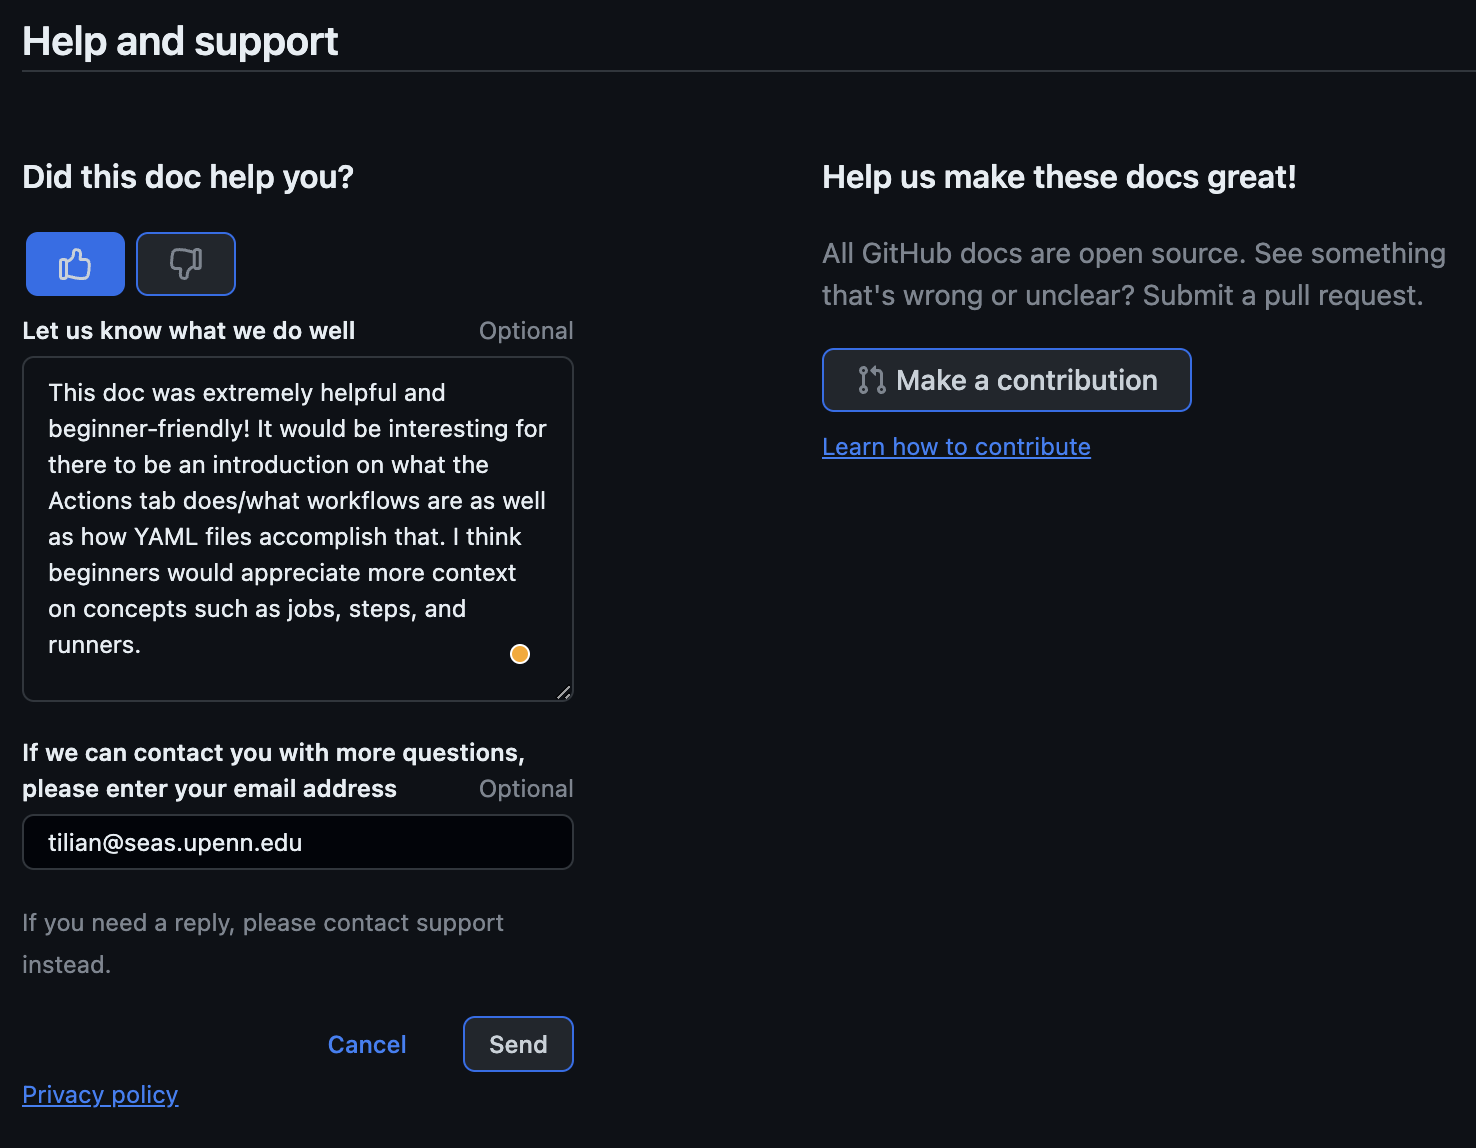 Help and support
Did this doc help you?
Let us know what we do well
Optional
This doc was extremely helpful and
beginner-friendly! It would be interesting for
there to be an introduction on what the
Actions tab does/what workflows are as well
as how YAML files accomplish that. I think
beginners would appreciate more context
on concepts such as jobs, steps, and
runners.
If we can contact you with more questions,
please enter your email address
Optional
tilian@seas.upenn.edu
If you need a reply, please contact support
instead.
Cancel
Send
Privacy policy
Help us make these docs great!
All GitHub docs are open source. See something
that's wrong or unclear? Submit a pull request.
Make a contribution
Learn how to contribute